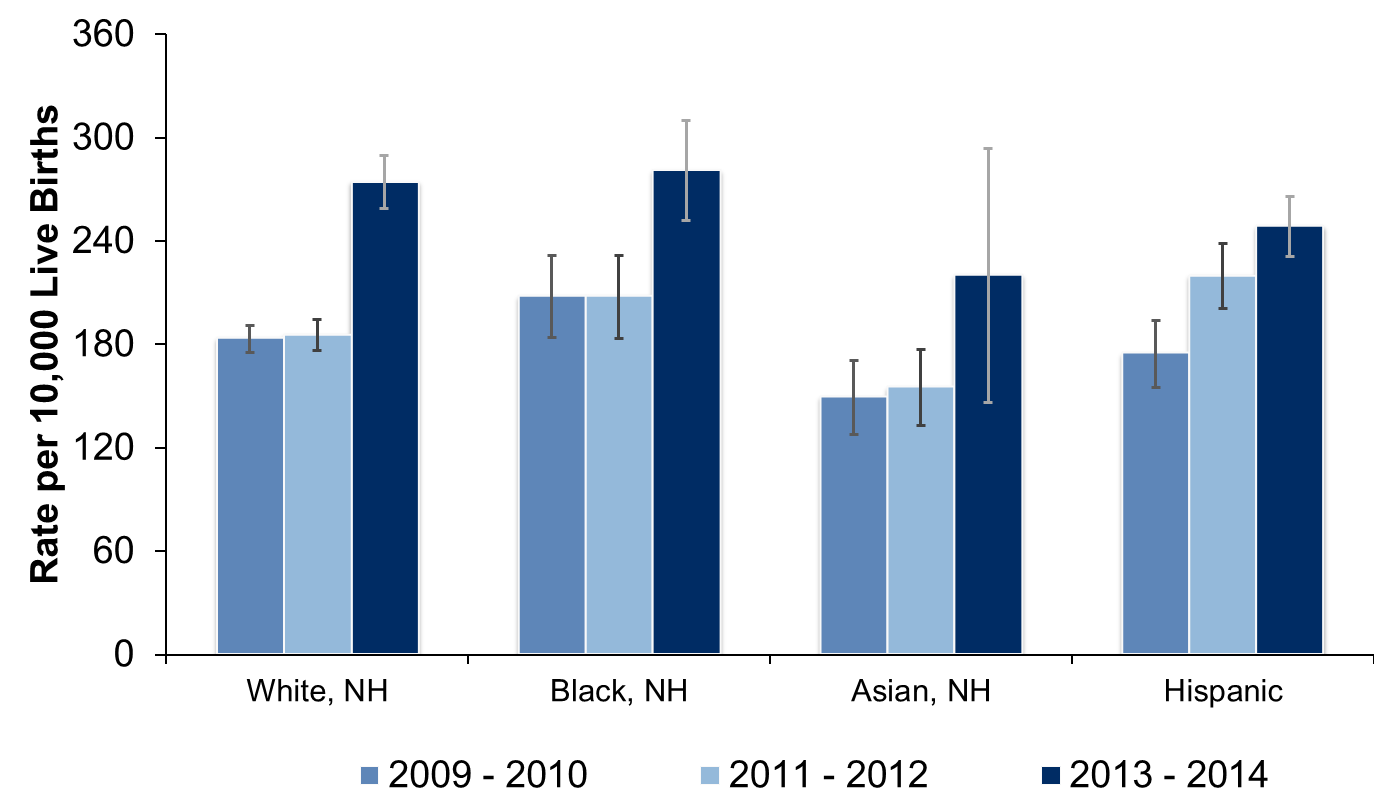 Rate per 10,000 Live Births
360
300
240
180
120
60
0
White, NH
Black, NH
Asian, NH
Hispanic
2009 - 2010
2011 - 2012
2013 - 2014